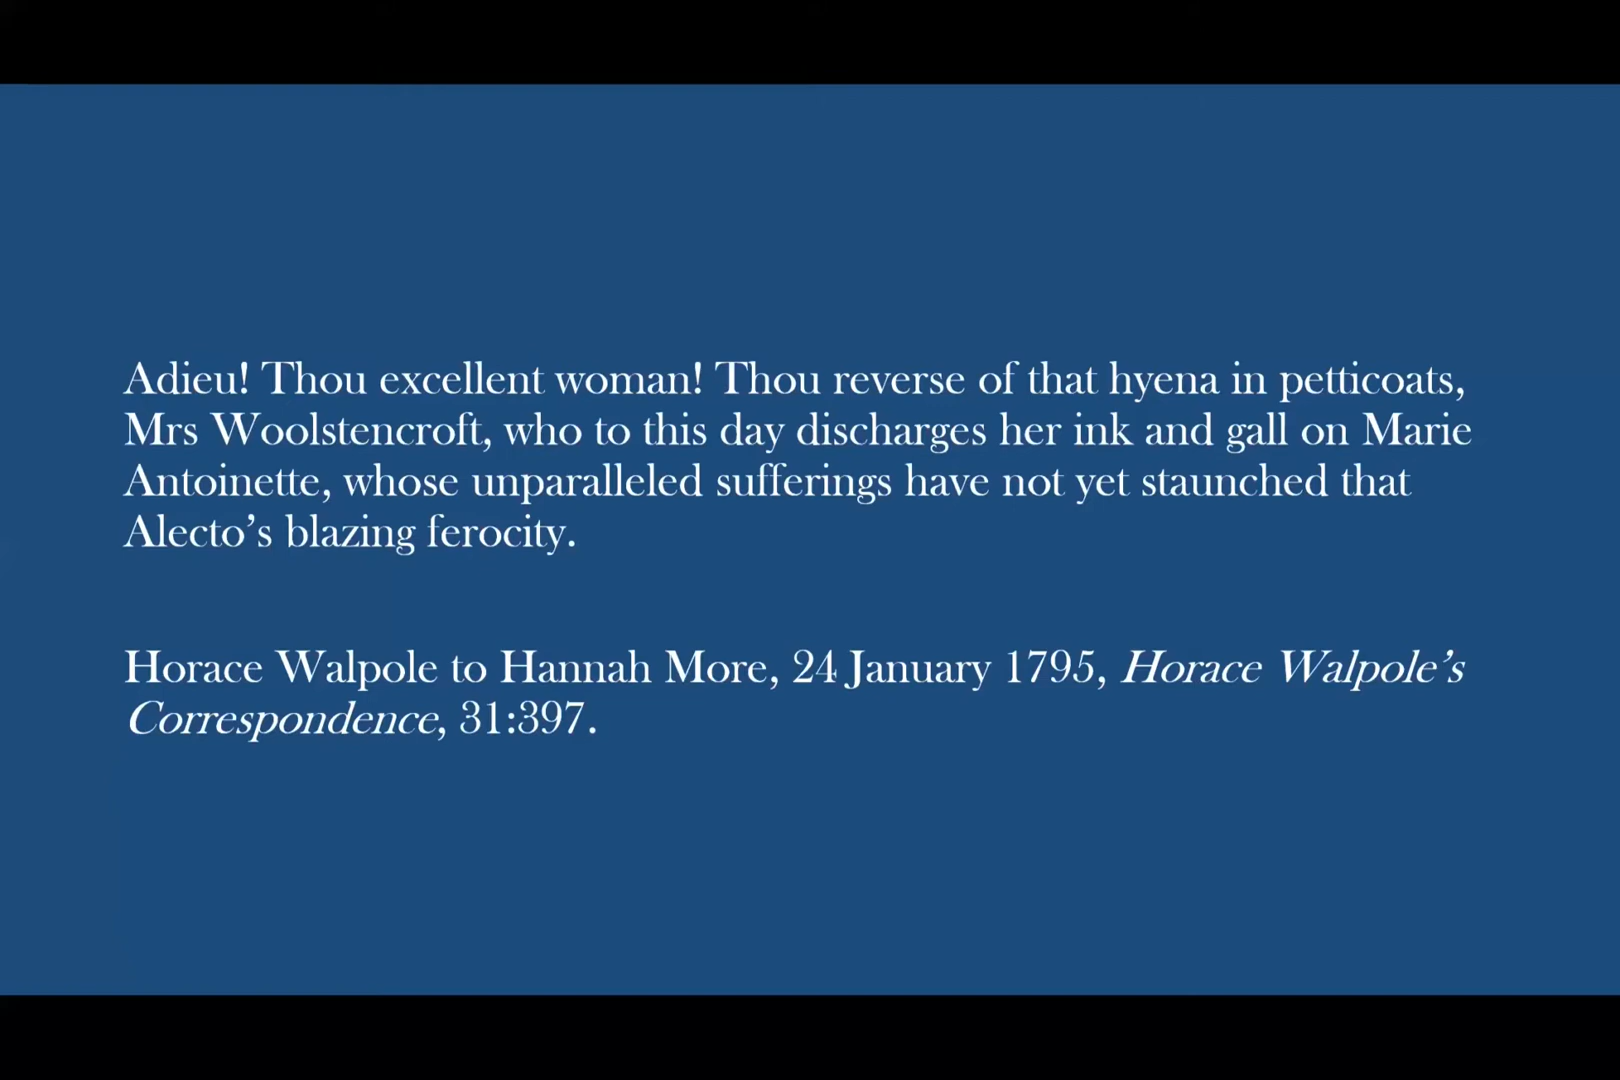 Adieu! Thou excellent woman! Thou reverse of that hyena in petticoats,
Mrs Woolstencroft, who to this day discharges her ink and gall on Marie
Antoinette, whose unparalleled sufferings have not yet staunched that
Alecto’s blazing ferocity.
Horace Walpole to Hannah More, 24 January 1795, Horace Walpole’s
Correspondence, 31:397.